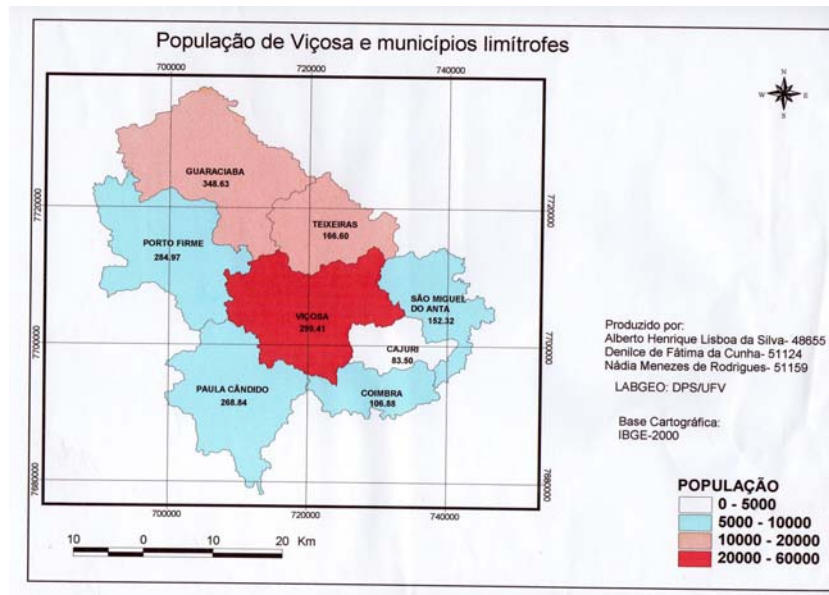 População de Viçosa e municípios limítrofes
700000
720000
740000
N
W
E
S
GUARACIABA
348.63
7720000
7720000
TEIXEIRAS
166.60
PORTO FIRME
284.97
SÃO MIGUEL
DO ANTA
152.32
VIÇOSA
299.41
7700000
7700000
CAJURI
83.50
PAULA CÂNDIDO
268.84
COIMBRA
106.88
7680000
7680000
700000
720000
740000
10 0 10 20 Km
Produzido por:
Alberto Henrique Lisboa da Silva- 48655
Denilce de Fátima da Cunha- 51124
Nádia Menezes de Rodrigues- 51159
LABGEO: DPS/UFV
Base Cartográfica:
IBGE-2000
POPULAÇÃO
0 - 5000
5000 - 10000
10000 - 20000
20000 - 60000